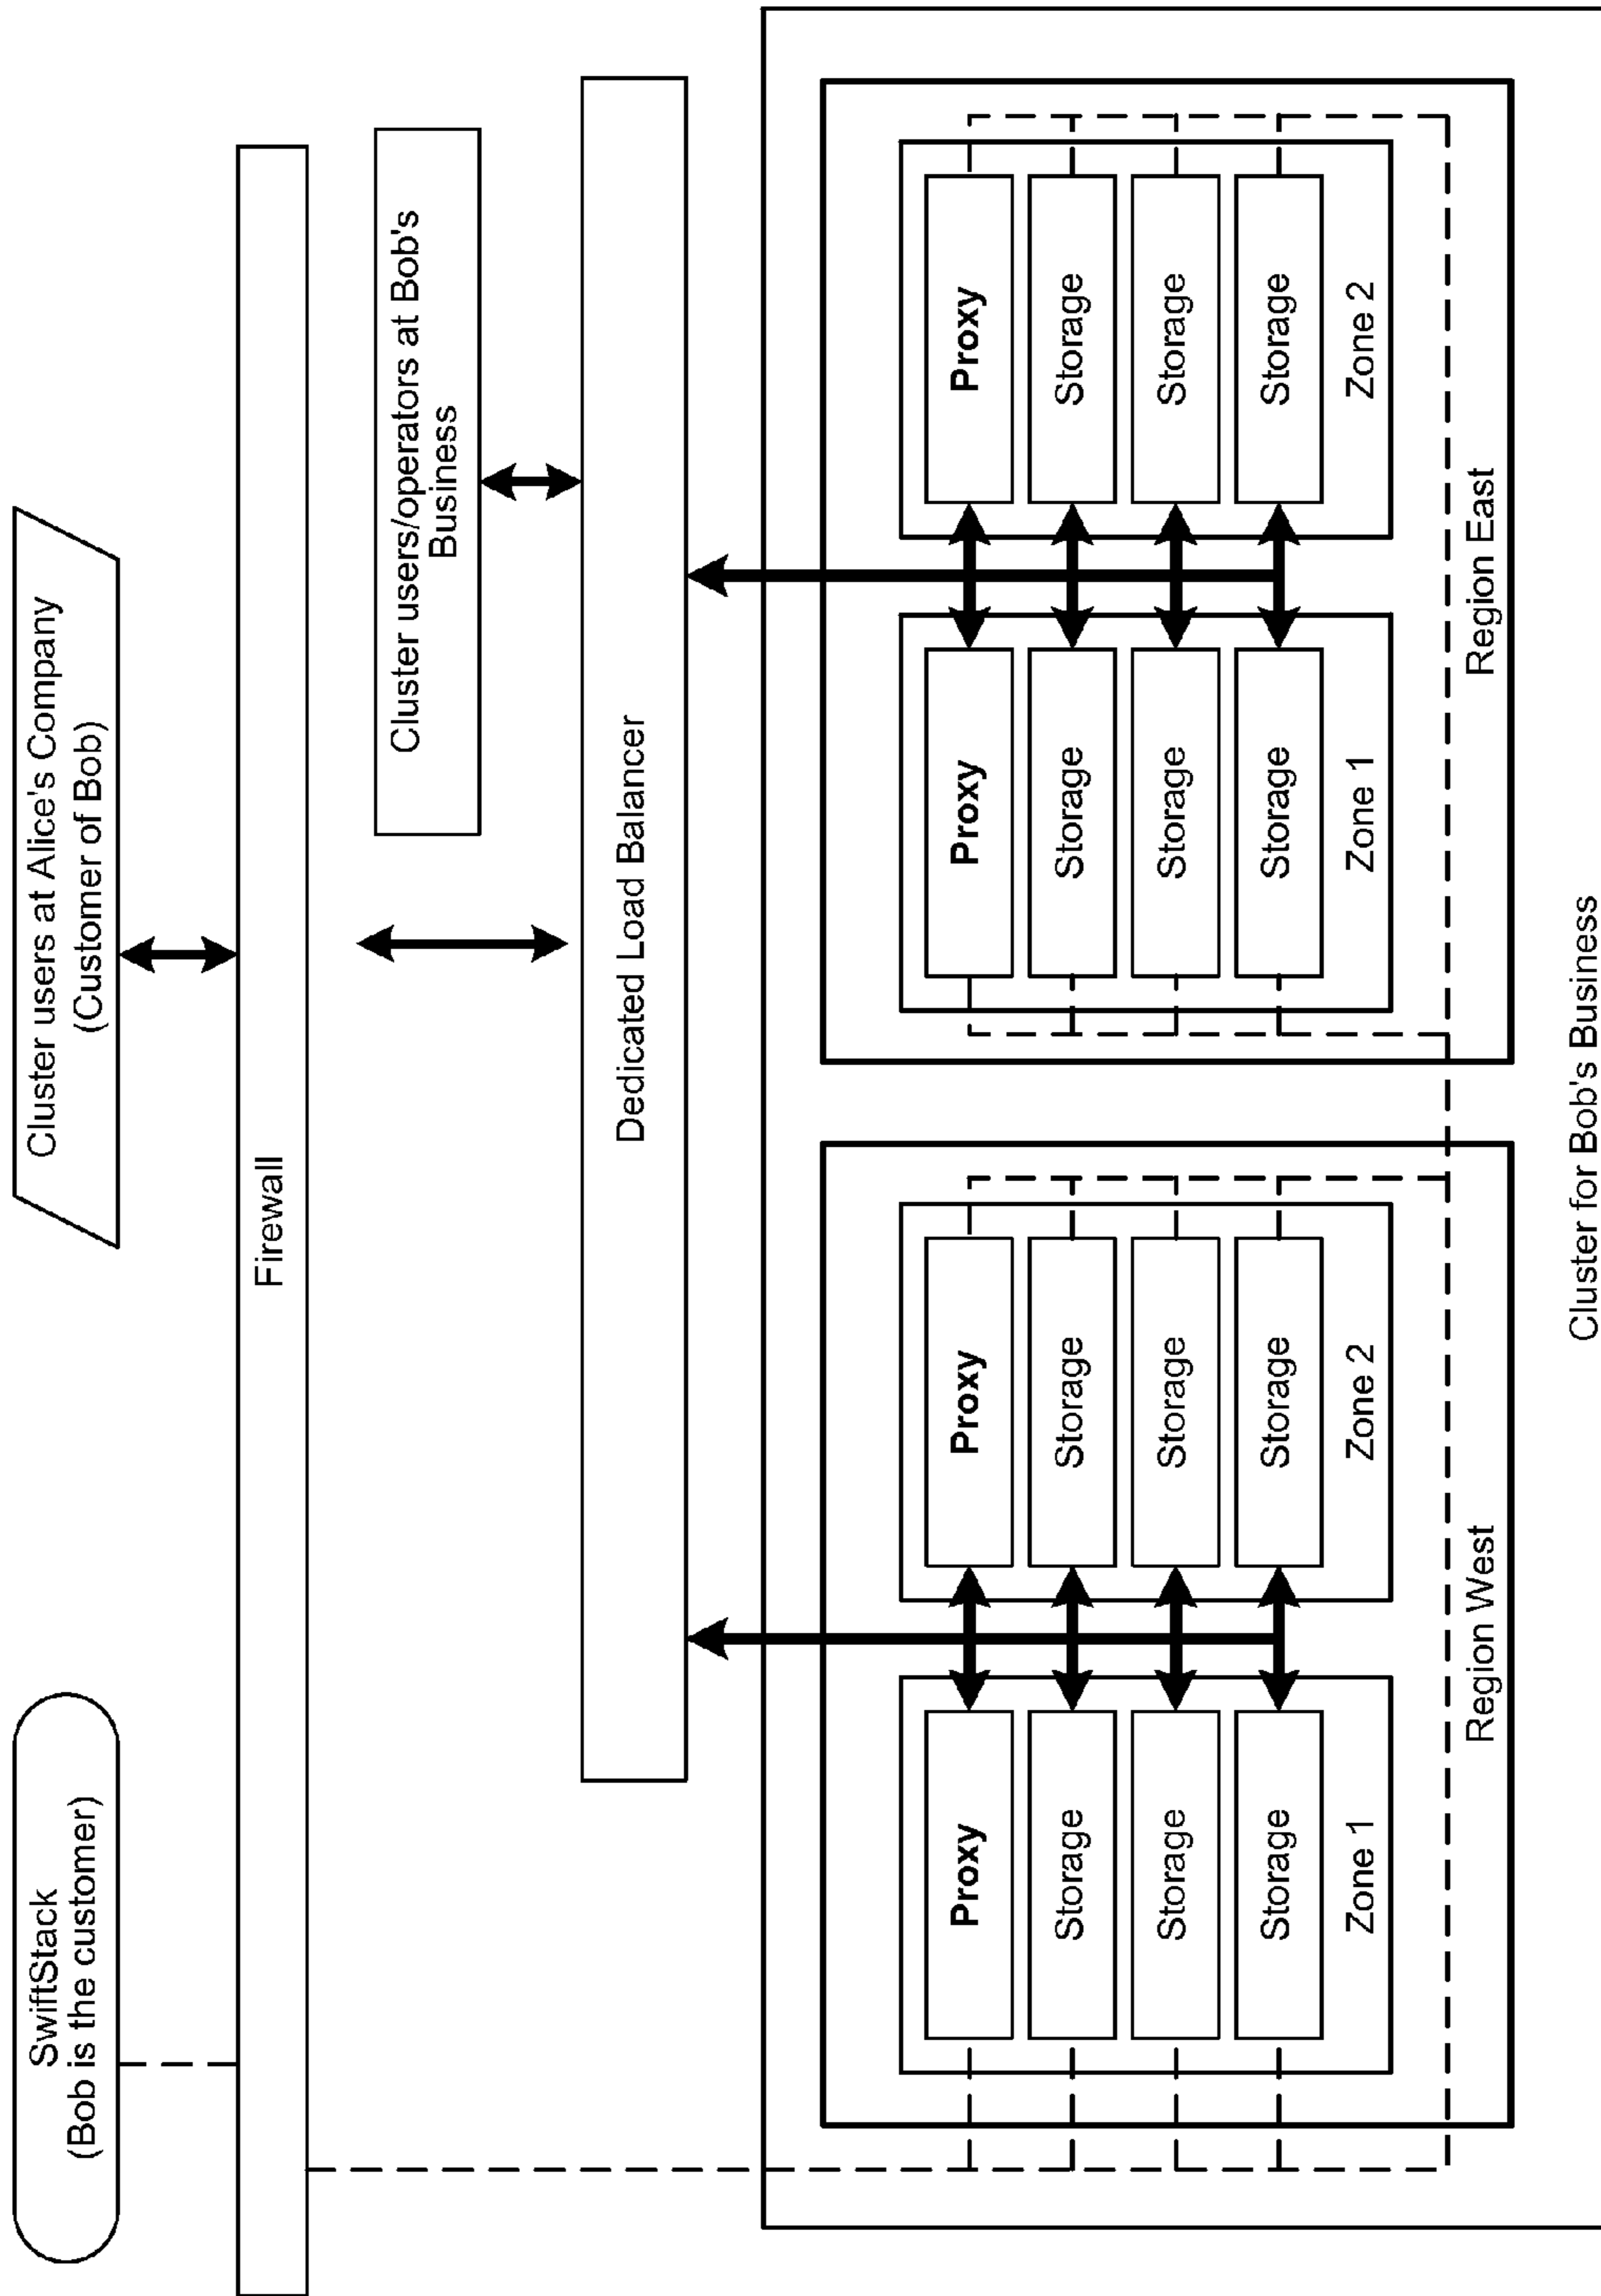 SwiftStack
(Bob is the customer)
Cluster users at Alice's Company
(Customer of Bob)
Firewall
Cluster users/operators at Bob's
Business
Dedicated Load Balancer
Proxy
Storage
Storage
Storage
Zone 1
Proxy
Storage
Storage
Storage
Zone 2
Region West
Proxy
Storage
Storage
Storage
Zone 1
Proxy
Storage
Storage
Storage
Zone 2
Region East
Cluster for Bob's Business